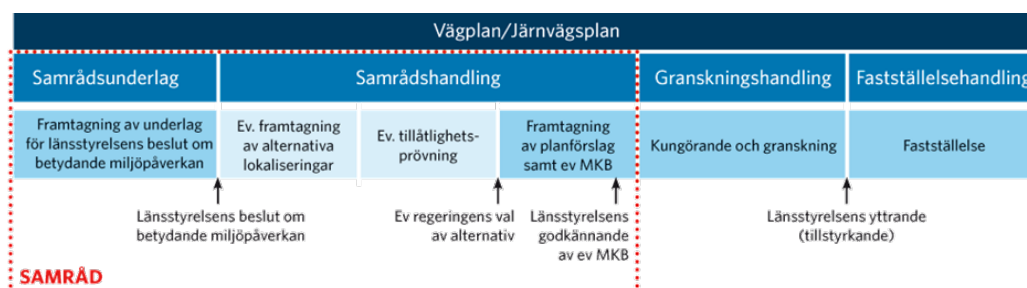 Vägplan/Järnvägsplan
Samrådsunderlag
Samrådshandling
Granskningshandling
Fastställelsehandling
Framtagning av underlag
för länsstyrelsens beslut om
betydande miljöpåverkan
Ev. framtagning
av alternativa
lokaliseringar
Ev. tillåtlighets-
prövning
Framtagning
av planförslag
samt ev MKB
Kungörande och granskning
Fastställelse
Länsstyrelsens beslut om
betydande miljöpåverkan
Ev regeringens val
av alternativ
Länsstyrelsens
godkännande
av ev MKB
Länsstyrelsens yttrande
(tillstyrkande)
SAMRÅD